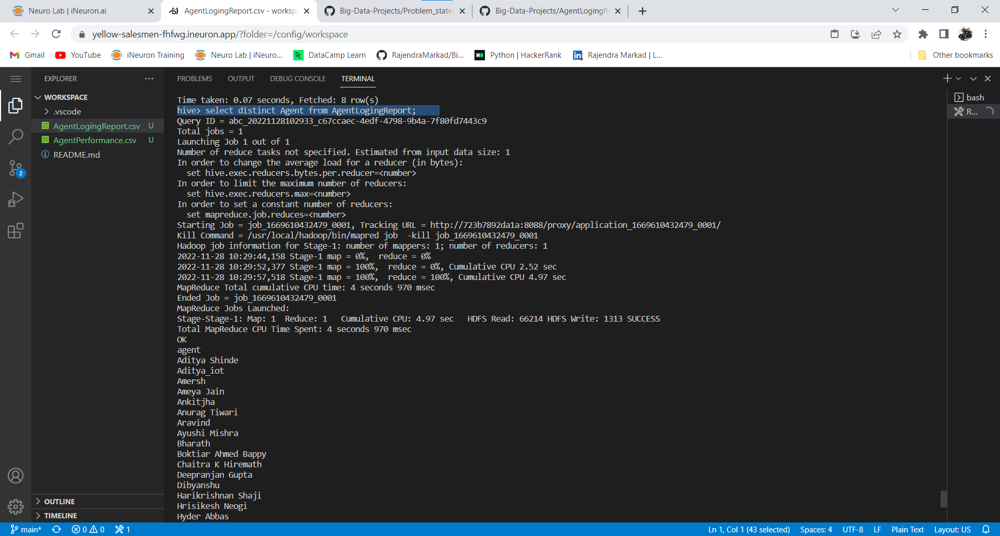 Neuro Lab | iNeuron.ai
AgentLogingReport.csv - worksp
Big-Data-Projects/Problem_state
Big-Data-Projects/AgentLogingR
yellow-salesmen-fhfwg.ineuron.app/?folder=/config/workspace
Gmail
YouTube
iNeuron Training
Neuro Lab | iNeuro...
DataCamp Learn
RajendraMarkad/Bi...
Python | HackerRank
Rajendra Markad | L...
Other bookmarks
EXPLORER
PROBLEMS OUTPUT DEBUG CONSOLE TERMINAL
WORKSPACE
.vscode
AgentLogingReport.csv U
AgentPerformance.csv U
README.md
2
OUTLINE
TIMELINE
Time taken: 0.07 seconds, Fetched: 8 row(s)
hive> select distinct Agent from AgentLogingReport;
Query ID = abc_20221128102933_c67ccaec-4edf-4798-9b4a-7f80fd7443c9
Total jobs = 1
Launching Job 1 out of 1
Number of reduce tasks not specified. Estimated from input data size: 1
In order to change the average load for a reducer (in bytes):
set hive.exec.reducers.bytes.per.reducer=<number>
In order to limit the maximum number of reducers:
set hive.exec.reducers.max=<number>
In order to set a constant number of reducers:
set mapreduce.job.reduces=<number>
Starting Job = job_1669610432479_0001, Tracking URL = http://723b7892da1a:8088/proxy/application_1669610432479_0001/
Kill Command = /usr/local/hadoop/bin/mapred job  -kill job_1669610432479_0001
Hadoop job information for Stage-1: number of mappers: 1; number of reducers: 1
2022-11-28 10:29:44,158 Stage-1 map = 0%,  reduce = 0%
2022-11-28 10:29:52,377 Stage-1 map = 100%,  reduce = 0%, Cumulative CPU 2.52 sec
2022-11-28 10:29:57,518 Stage-1 map = 100%,  reduce = 100%, Cumulative CPU 4.97 sec
MapReduce Total cumulative CPU time: 4 seconds 970 msec
Ended Job = job_1669610432479_0001
MapReduce Jobs Launched:
Stage-Stage-1: Map: 1  Reduce: 1   Cumulative CPU: 4.97 sec   HDFS Read: 66214 HDFS Write: 1313 SUCCESS
Total MapReduce CPU Time Spent: 4 seconds 970 msec
OK
agent
Aditya Shinde
Aditya_iot
Amersh
Ameya Jain
Ankitjha
Anurag Tiwari
Aravind
Ayushi Mishra
Bharath
Boktiar Ahmed Bappy
Chaitra K Hiremath
Deepranjan Gupta
Dibyanshu
Harikrishnan Shaji
Hrisikesh Neogi
Hyder Abbas
bash
R...
main* 0 0 1
Ln 1, Col 1 (43 selected) Spaces: 4 UTF-8 LF Plain Text Layout: US